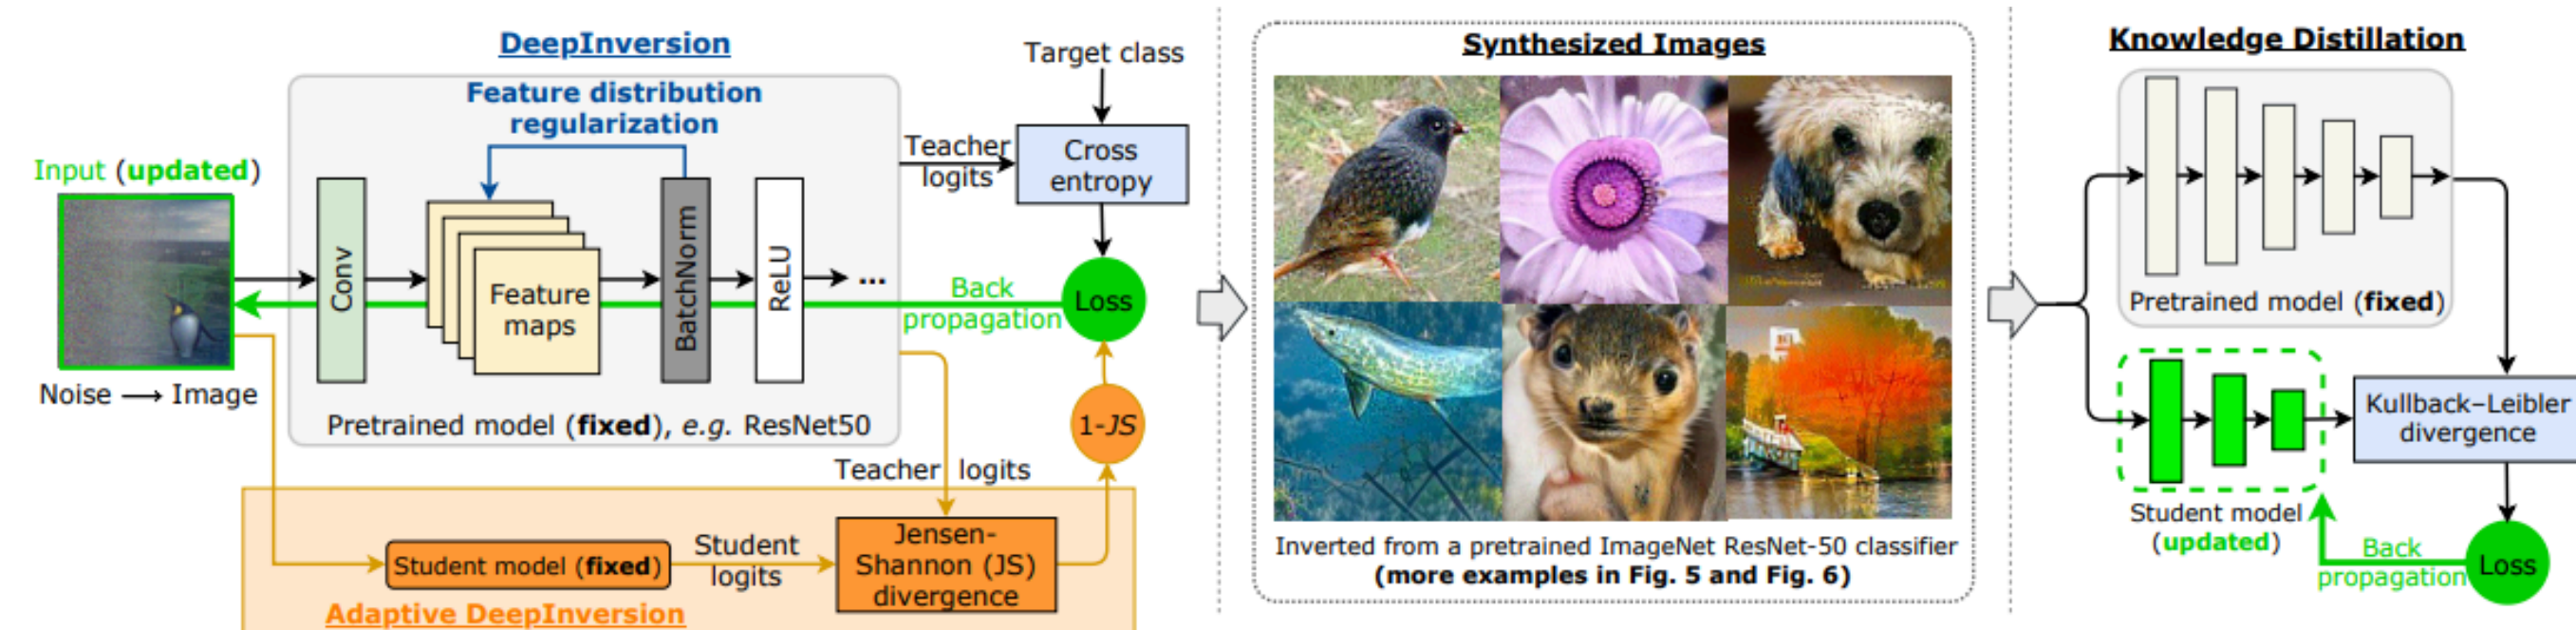 DeepInversion
Feature distribution
regularization
Input (updated)
Noise → Image
Conv
Feature
maps
BatchNorm
ReLU
...
Pretrained model (fixed), e.g. ResNet50
Target class
Teacher
logits
Cross
entropy
Loss
Back
propagation
1-JS
Teacher logits
Student model (fixed)
Student
logits
Jensen-
Shannon (JS)
divergence
Adaptive DeepInversion
Synthesized Images
Inverted from a pretrained ImageNet ResNet-50 classifier
(more examples in Fig. 5 and Fig. 6)
Knowledge Distillation
Pretrained model (fixed)
Kullback–Leibler
divergence
Student model
(updated)
Back
propagation
Loss